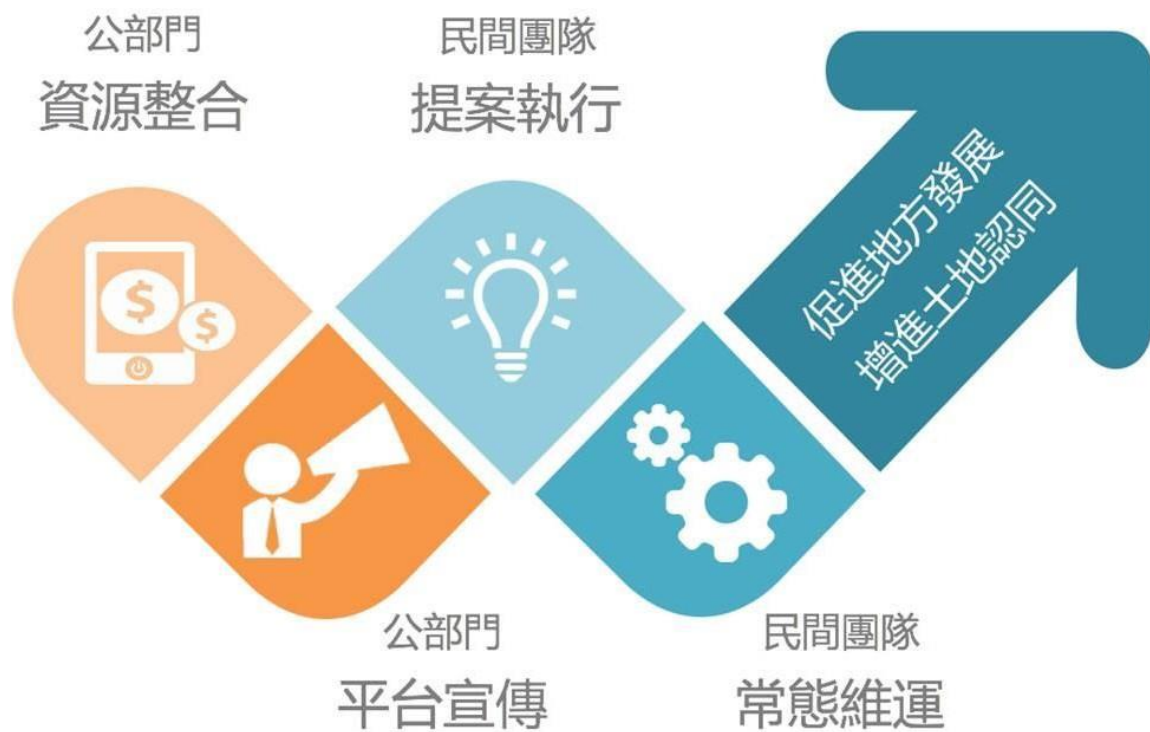 公部門
資源整合
民間團隊
提案執行
促進地方發展
增進土地認同
$
$
公部門
平台宣傳
民間團隊
常態維運